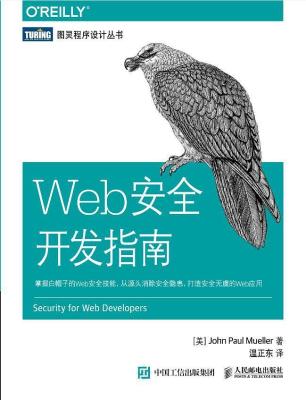 O'REILLY®
TURING 图灵程序设计丛书
Web安全
开发指南
掌握白帽子的Web安全技能，从源头消除安全隐患，打造安全无虞的Web应用
Security for Web Developers
[美] John Paul Mueller 著
温正东 译
中国工信出版集团 人民邮电出版社